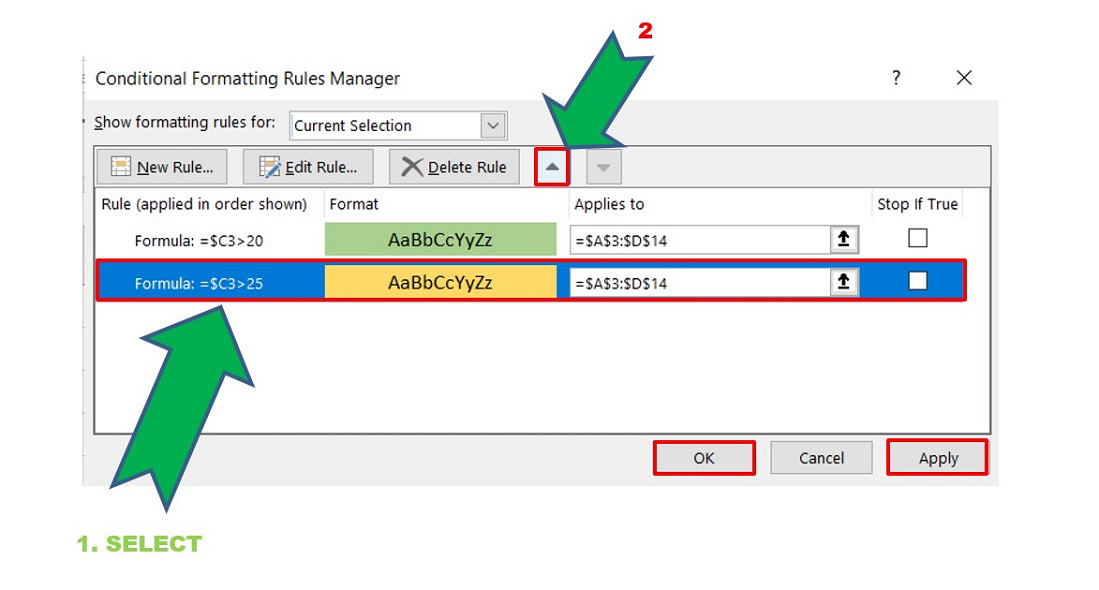 2
Conditional Formatting Rules Manager ?
Show formatting rules for: Current Selection
New Rule... Edit Rule... Delete Rule
Rule (applied in order shown) Format Applies to Stop If True
Formula: =$C3>20 AaBbCcYyZz =$A$3:$D$14
Formula: =$C3>25 AaBbCcYyZz =$A$3:$D$14
OK Cancel Apply
1. SELECT